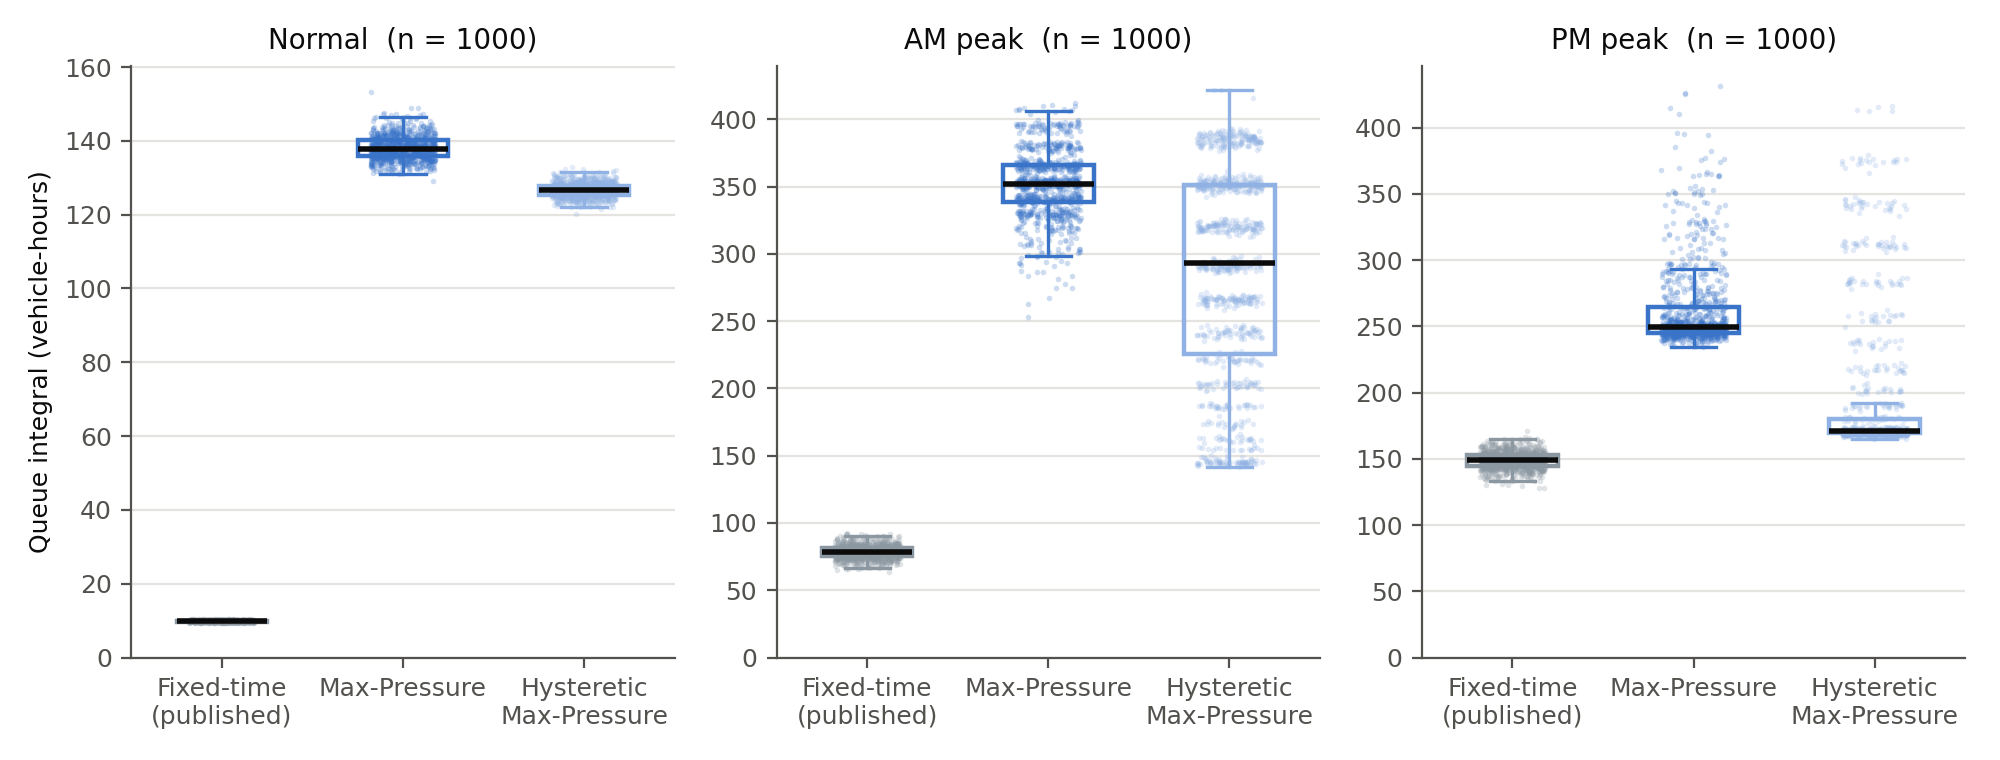 Normal  (n = 1000)
AM peak  (n = 1000)
PM peak  (n = 1000)
Queue integral (vehicle-hours)
160
140
120
100
80
60
40
20
0
Fixed-time
(published)
Max-Pressure
Hysteretic
Max-Pressure
400
350
300
250
200
150
100
50
0
Fixed-time
(published)
Max-Pressure
Hysteretic
Max-Pressure
400
350
300
250
200
150
100
50
0
Fixed-time
(published)
Max-Pressure
Hysteretic
Max-Pressure